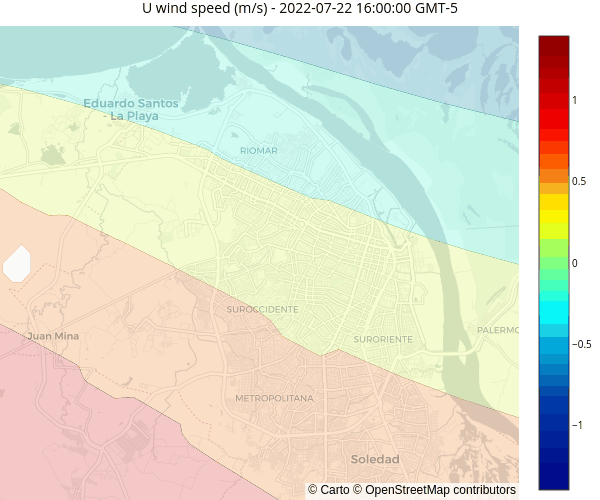 U wind speed (m/s) - 2022-07-22 16:00:00 GMT-5
Eduardo Santos
- La Playa
RIOMAR
SUROCCIDENTE
Juan Mina
SURORIENTE
PALERMO
METROPOLITANA
Soledad
© Carto © OpenStreetMap contributors
1
0.5
0
−0.5
−1